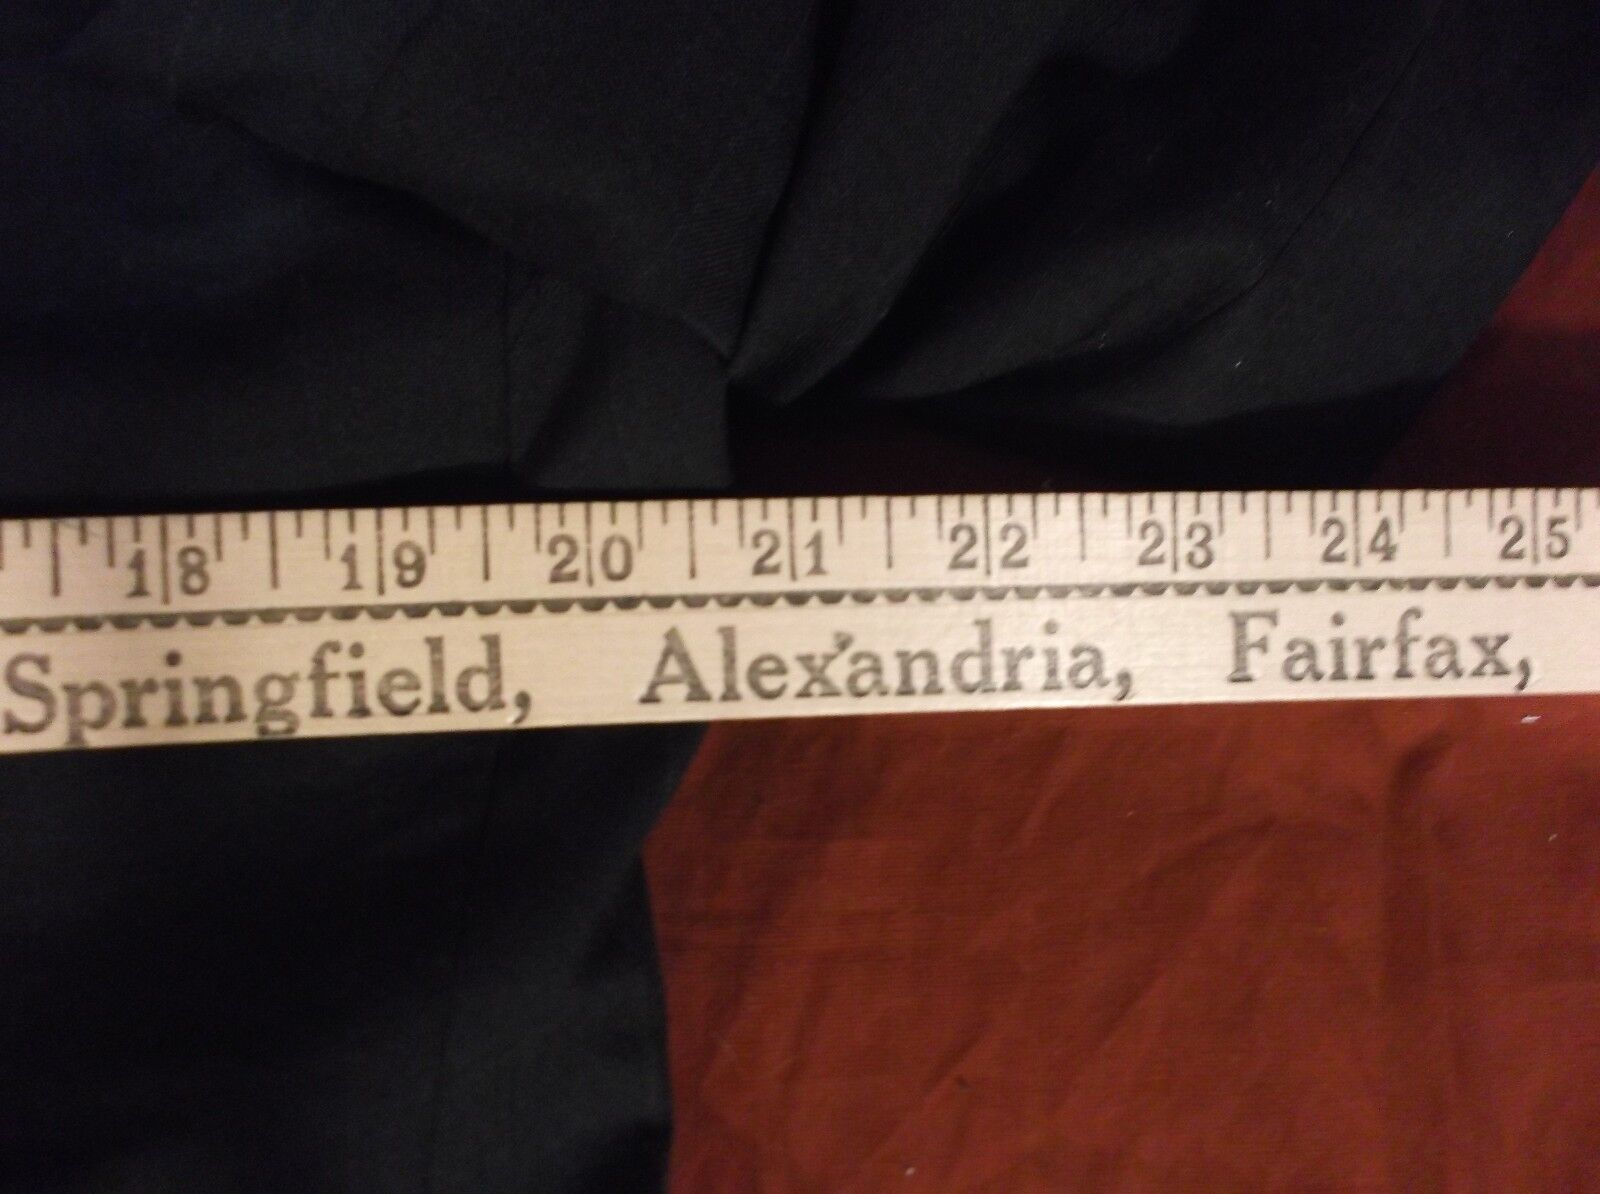 18 19 20 21 22 23 24 25
Springfield, Alexandria, Fairfax,